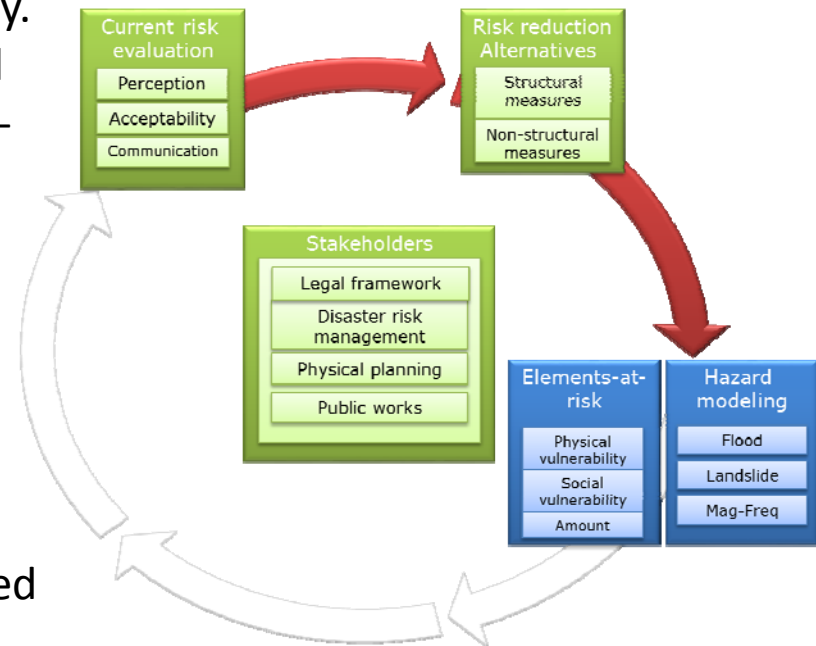 y.
Current risk
evaluation
Perception
Acceptability
Communication
Risk reduction
Alternatives
Structural
measures
Non-structural
measures
Stakeholders
Legal framework
Disaster risk
management
Physical planning
Public works
Elements-at-
risk
Physical
vulnerability
Social
vulnerability
Amount
Hazard
modeling
Flood
Landslide
Mag-Freq
ed